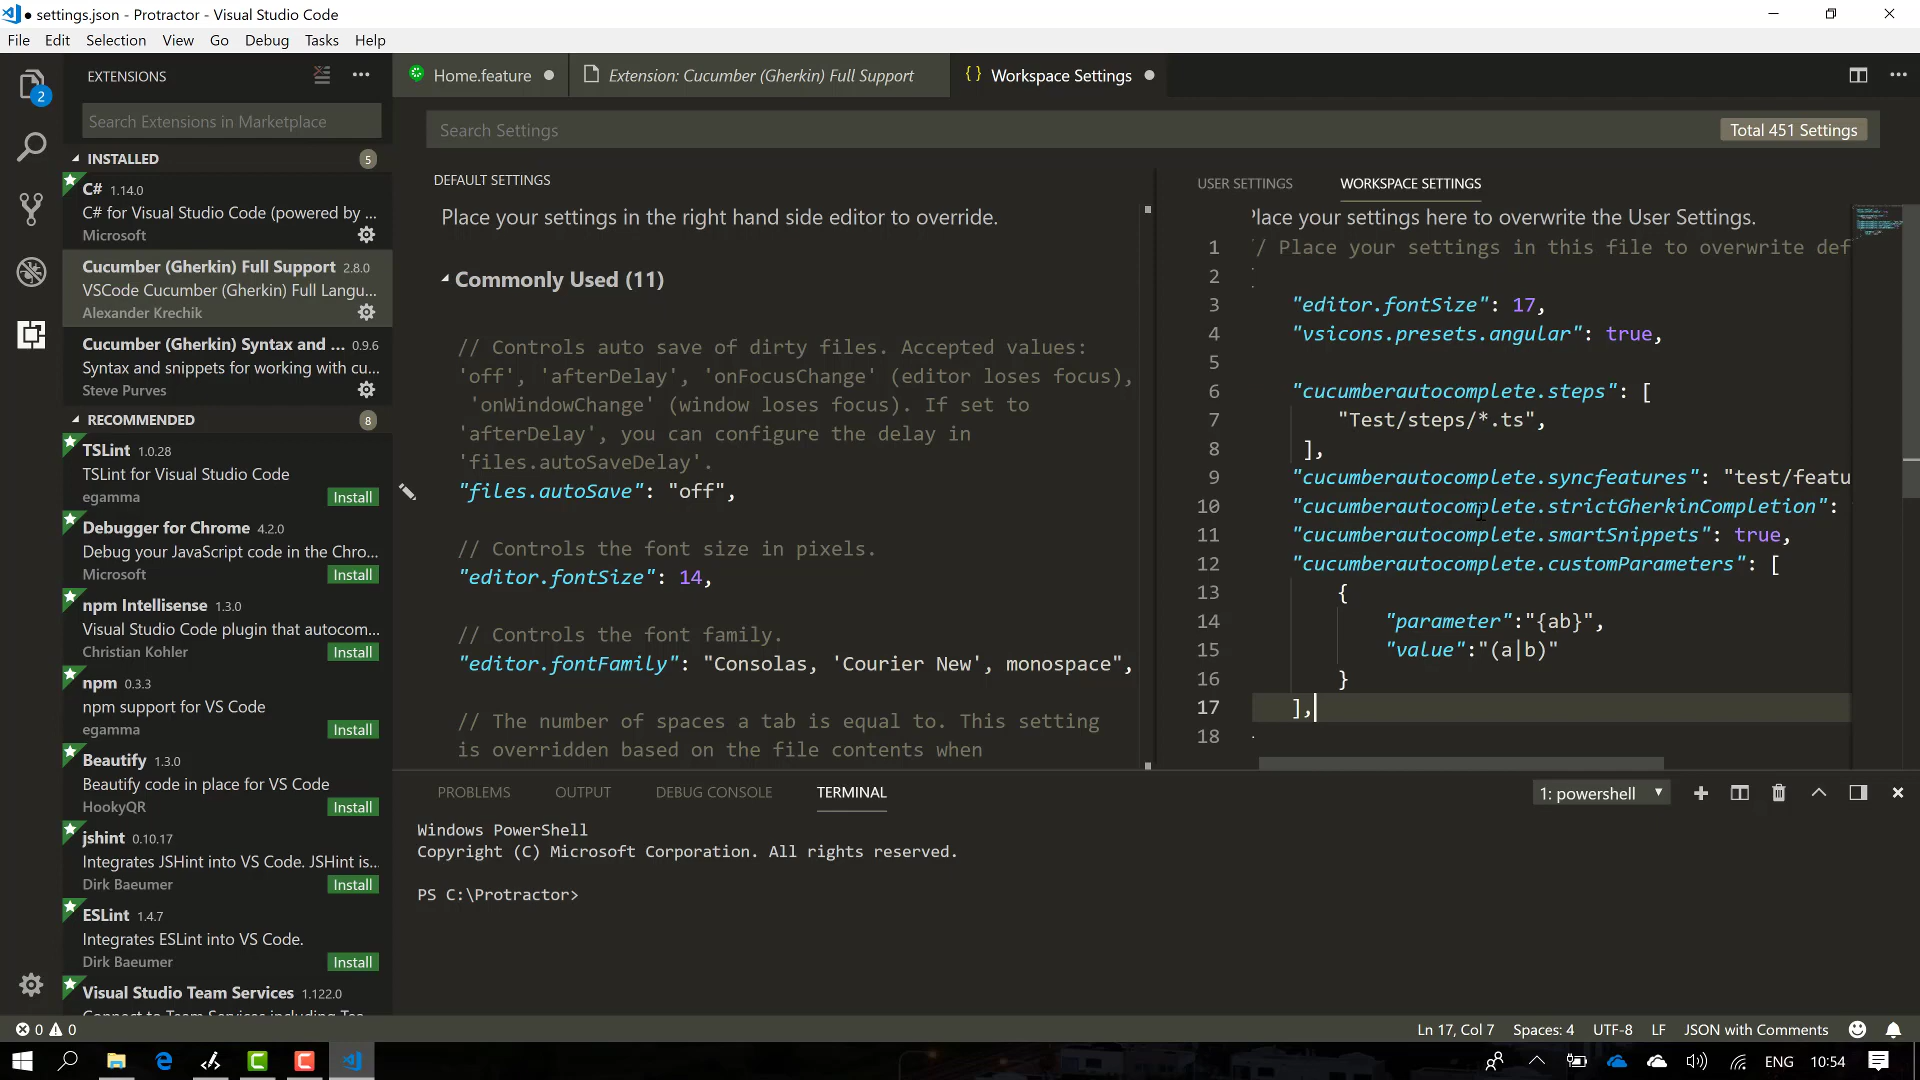 settings.json - Protractor - Visual Studio Code
File Edit Selection View Go Debug Tasks Help
EXTENSIONS
Search Extensions in Marketplace
INSTALLED 5
C# 1.14.0
C# for Visual Studio Code (powered by ...
Microsoft
Cucumber (Gherkin) Full Support 2.8.0
VSCode Cucumber (Gherkin) Full Langu...
Alexander Krechik
Cucumber (Gherkin) Syntax and ... 0.9.6
Syntax and snippets for working with cu...
Steve Purves
RECOMMENDED 8
TSLint 1.0.28
TSLint for Visual Studio Code
egamma Install
Debugger for Chrome 4.2.0
Debug your JavaScript code in the Chro...
Microsoft Install
npm Intellisense 1.3.0
Visual Studio Code plugin that autocom...
Christian Kohler Install
npm 0.3.3
npm support for VS Code
egamma Install
Beautify 1.3.0
Beautify code in place for VS Code
HookyQR Install
jshint 0.10.17
Integrates JSHint into VS Code. JSHint is...
Dirk Baeumer Install
ESLint 1.4.7
Integrates ESLint into VS Code.
Dirk Baeumer Install
Visual Studio Team Services 1.122.0
2
Home.feature Extension: Cucumber (Gherkin) Full Support {} Workspace Settings
Search Settings Total 451 Settings
DEFAULT SETTINGS
Place your settings in the right hand side editor to override.
Commonly Used (11)
// Controls auto save of dirty files. Accepted values:
'off', 'afterDelay', 'onFocusChange' (editor loses focus),
'onWindowChange' (window loses focus). If set to
'afterDelay', you can configure the delay in
'files.autoSaveDelay'.
"files.autoSave": "off",
// Controls the font size in pixels.
"editor.fontSize": 14,
// Controls the font family.
"editor.fontFamily": "Consolas, 'Courier New', monospace",
// The number of spaces a tab is equal to. This setting
is overridden based on the file contents when
USER SETTINGS WORKSPACE SETTINGS
lace your settings here to overwrite the User Settings.
1 // Place your settings in this file to overwrite def
2
3 "editor.fontSize": 17,
4 "vsicons.presets.angular": true,
5
6 "cucumberautocomplete.steps": [
7 "Test/steps/*.ts",
8 ],
9 "cucumberautocomplete.syncfeatures": "test/featu
10 "cucumberautocomplete.strictGherkinCompletion":
11 "cucumberautocomplete.smartSnippets": true,
12 "cucumberautocomplete.customParameters": [
13 {
14 "parameter":"{ab}",
15 "value":"(a|b)"
16 }
17 ],
18
PROBLEMS OUTPUT DEBUG CONSOLE TERMINAL 1: powershell
Windows PowerShell
Copyright (C) Microsoft Corporation. All rights reserved.
PS C:\Protractor>
0 0 Ln 17, Col 7 Spaces: 4 UTF-8 LF JSON with Comments
ENG 10:54